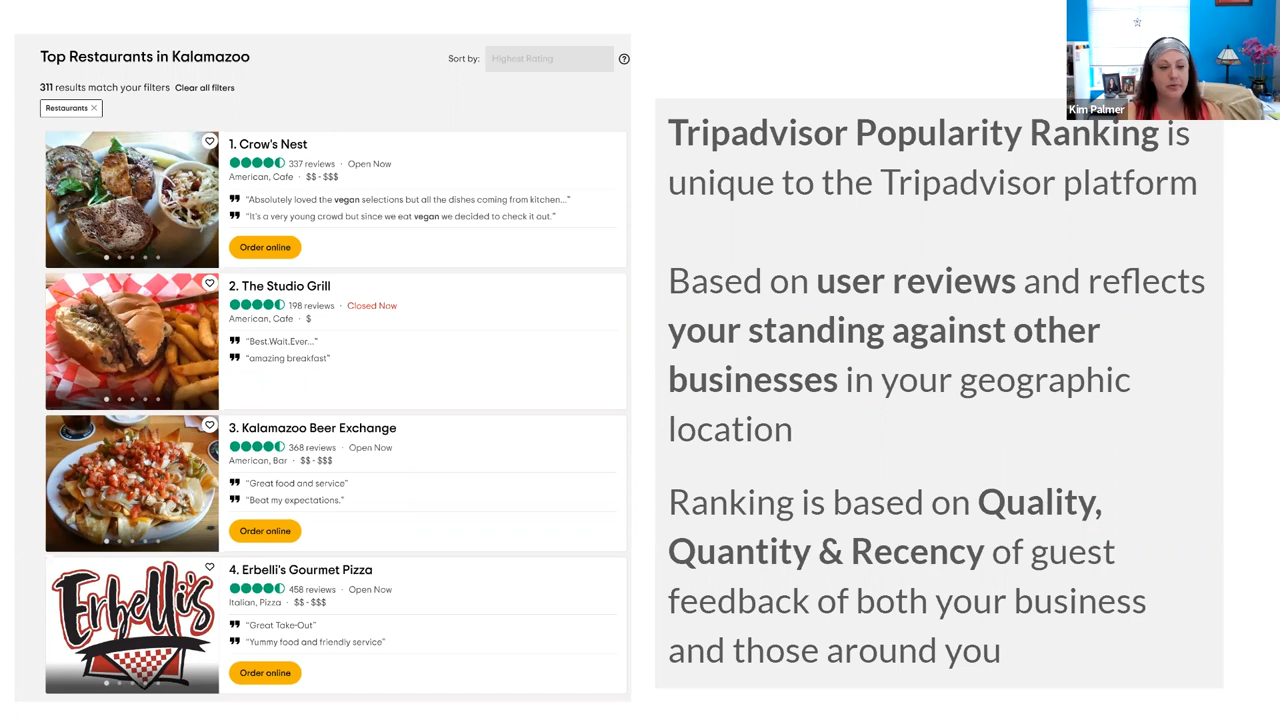 Top Restaurants in Kalamazoo
Sort by:
Highest Rating
311 results match your filters Clear all filters
Restaurants
1. Crow's Nest
337 reviews · Open Now
American, Cafe · $$ - $$$
"Absolutely loved the vegan selections but all the dishes coming from kitchen..."
"It's a very young crowd but since we eat vegan we decided to check it out."
Order online
2. The Studio Grill
198 reviews · Closed Now
American, Cafe · $
"Best.Wait.Ever..."
"amazing breakfast"
3. Kalamazoo Beer Exchange
368 reviews · Open Now
American, Bar · $$ - $$$
"Great food and service"
"Beat my expectations."
Order online
4. Erbelli's Gourmet Pizza
458 reviews · Open Now
Italian, Pizza · $$ - $$$
"Great Take-Out"
"Yummy food and friendly service"
Order online
Erbelli's
Kim Palmer
Tripadvisor Popularity Ranking is
unique to the Tripadvisor platform
Based on user reviews and reflects
your standing against other
businesses in your geographic
location
Ranking is based on Quality,
Quantity & Recency of guest
feedback of both your business
and those around you